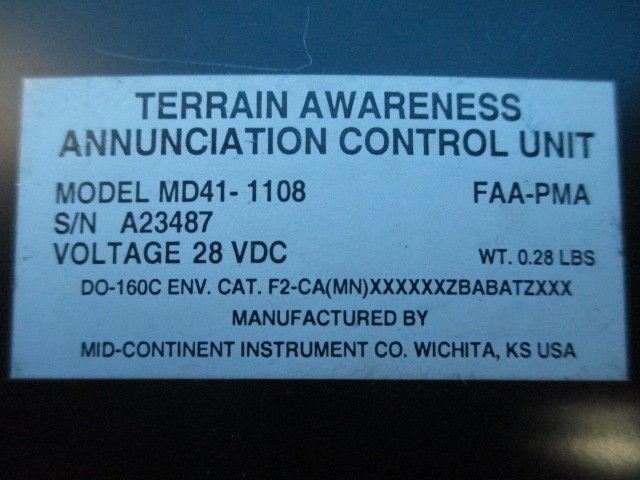 TERRAIN AWARENESS
ANNUNCIATION CONTROL UNIT
MODEL MD41-1108 FAA-PMA
S/N A23487
VOLTAGE 28 VDC WT. 0.28 LBS
DO-160C ENV. CAT. F2-CA(MN)XXXXXXZBABATZXXX
MANUFACTURED BY
MID-CONTINENT INSTRUMENT CO. WICHITA, KS USA